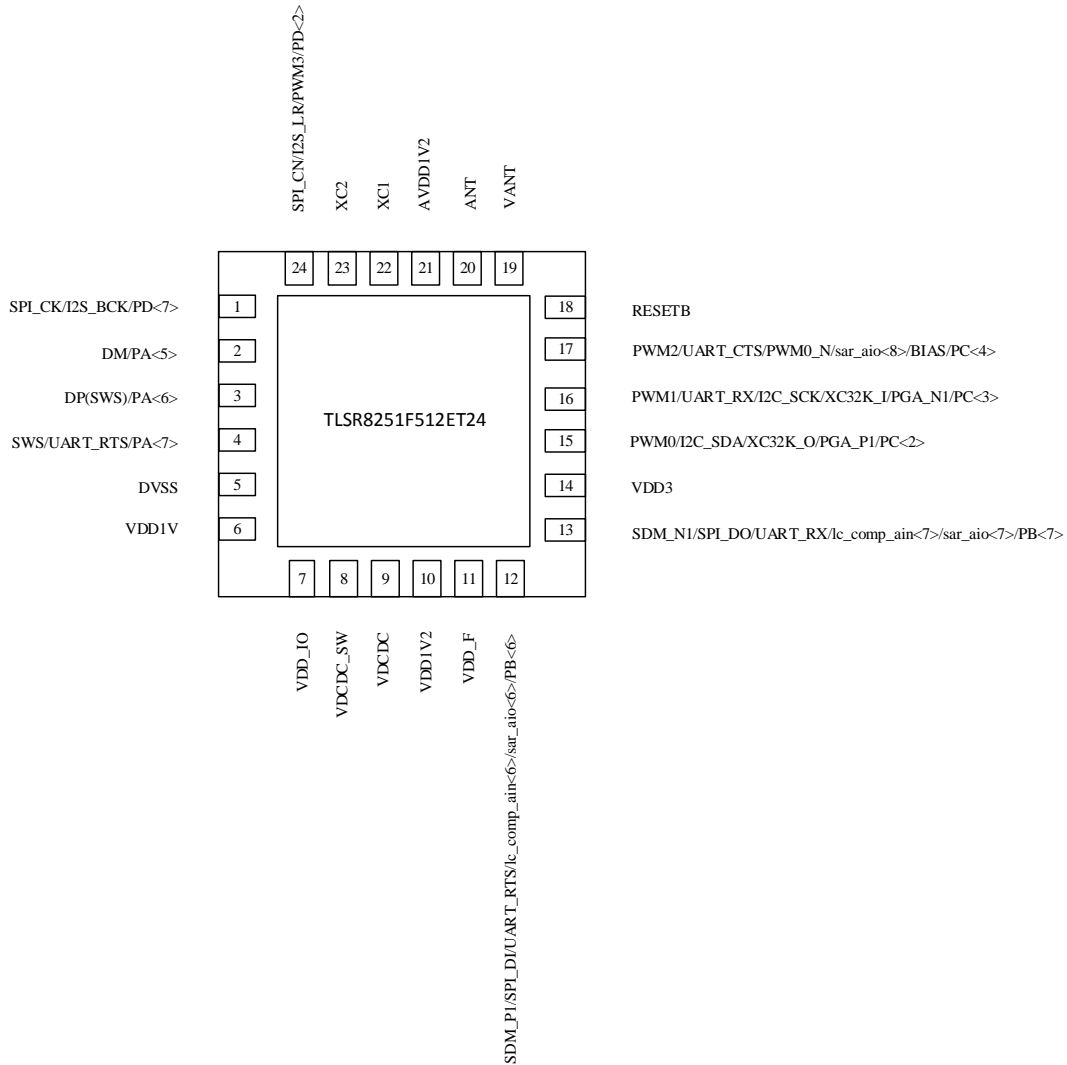 SPI_CN/I2S_LR/PWM3/PD<2>
XC2
XC1
AVDD1V2
ANT
VANT
24
23
22
21
20
19
SPI_CK/I2S_BCK/PD<7>
1
DM/PA<5>
2
DP(SWS)/PA<6>
3
SWS/UART_RTS/PA<7>
4
DVSS
5
VDD1V
6
TLSR8251F512ET24
18
RESETB
17
PWM2/UART_CTS/PWM0_N/sar_aio<8>/BIAS/PC<4>
16
PWM1/UART_RX/I2C_SCK/XC32K_I/PGA_N1/PC<3>
15
PWM0/I2C_SDA/XC32K_O/PGA_P1/PC<2>
14
VDD3
13
SDM_N1/SPI_DO/UART_RX/lc_comp_ain<7>/sar_aio<7>/PB<7>
7
8
9
10
11
12
VDD_IO
VDCDC_SW
VDCDC
VDD1V2
VDD_F
SDM_P1/SPI_DI/UART_RTS/lc_comp_ain<6>/sar_aio<6>/PB<6>